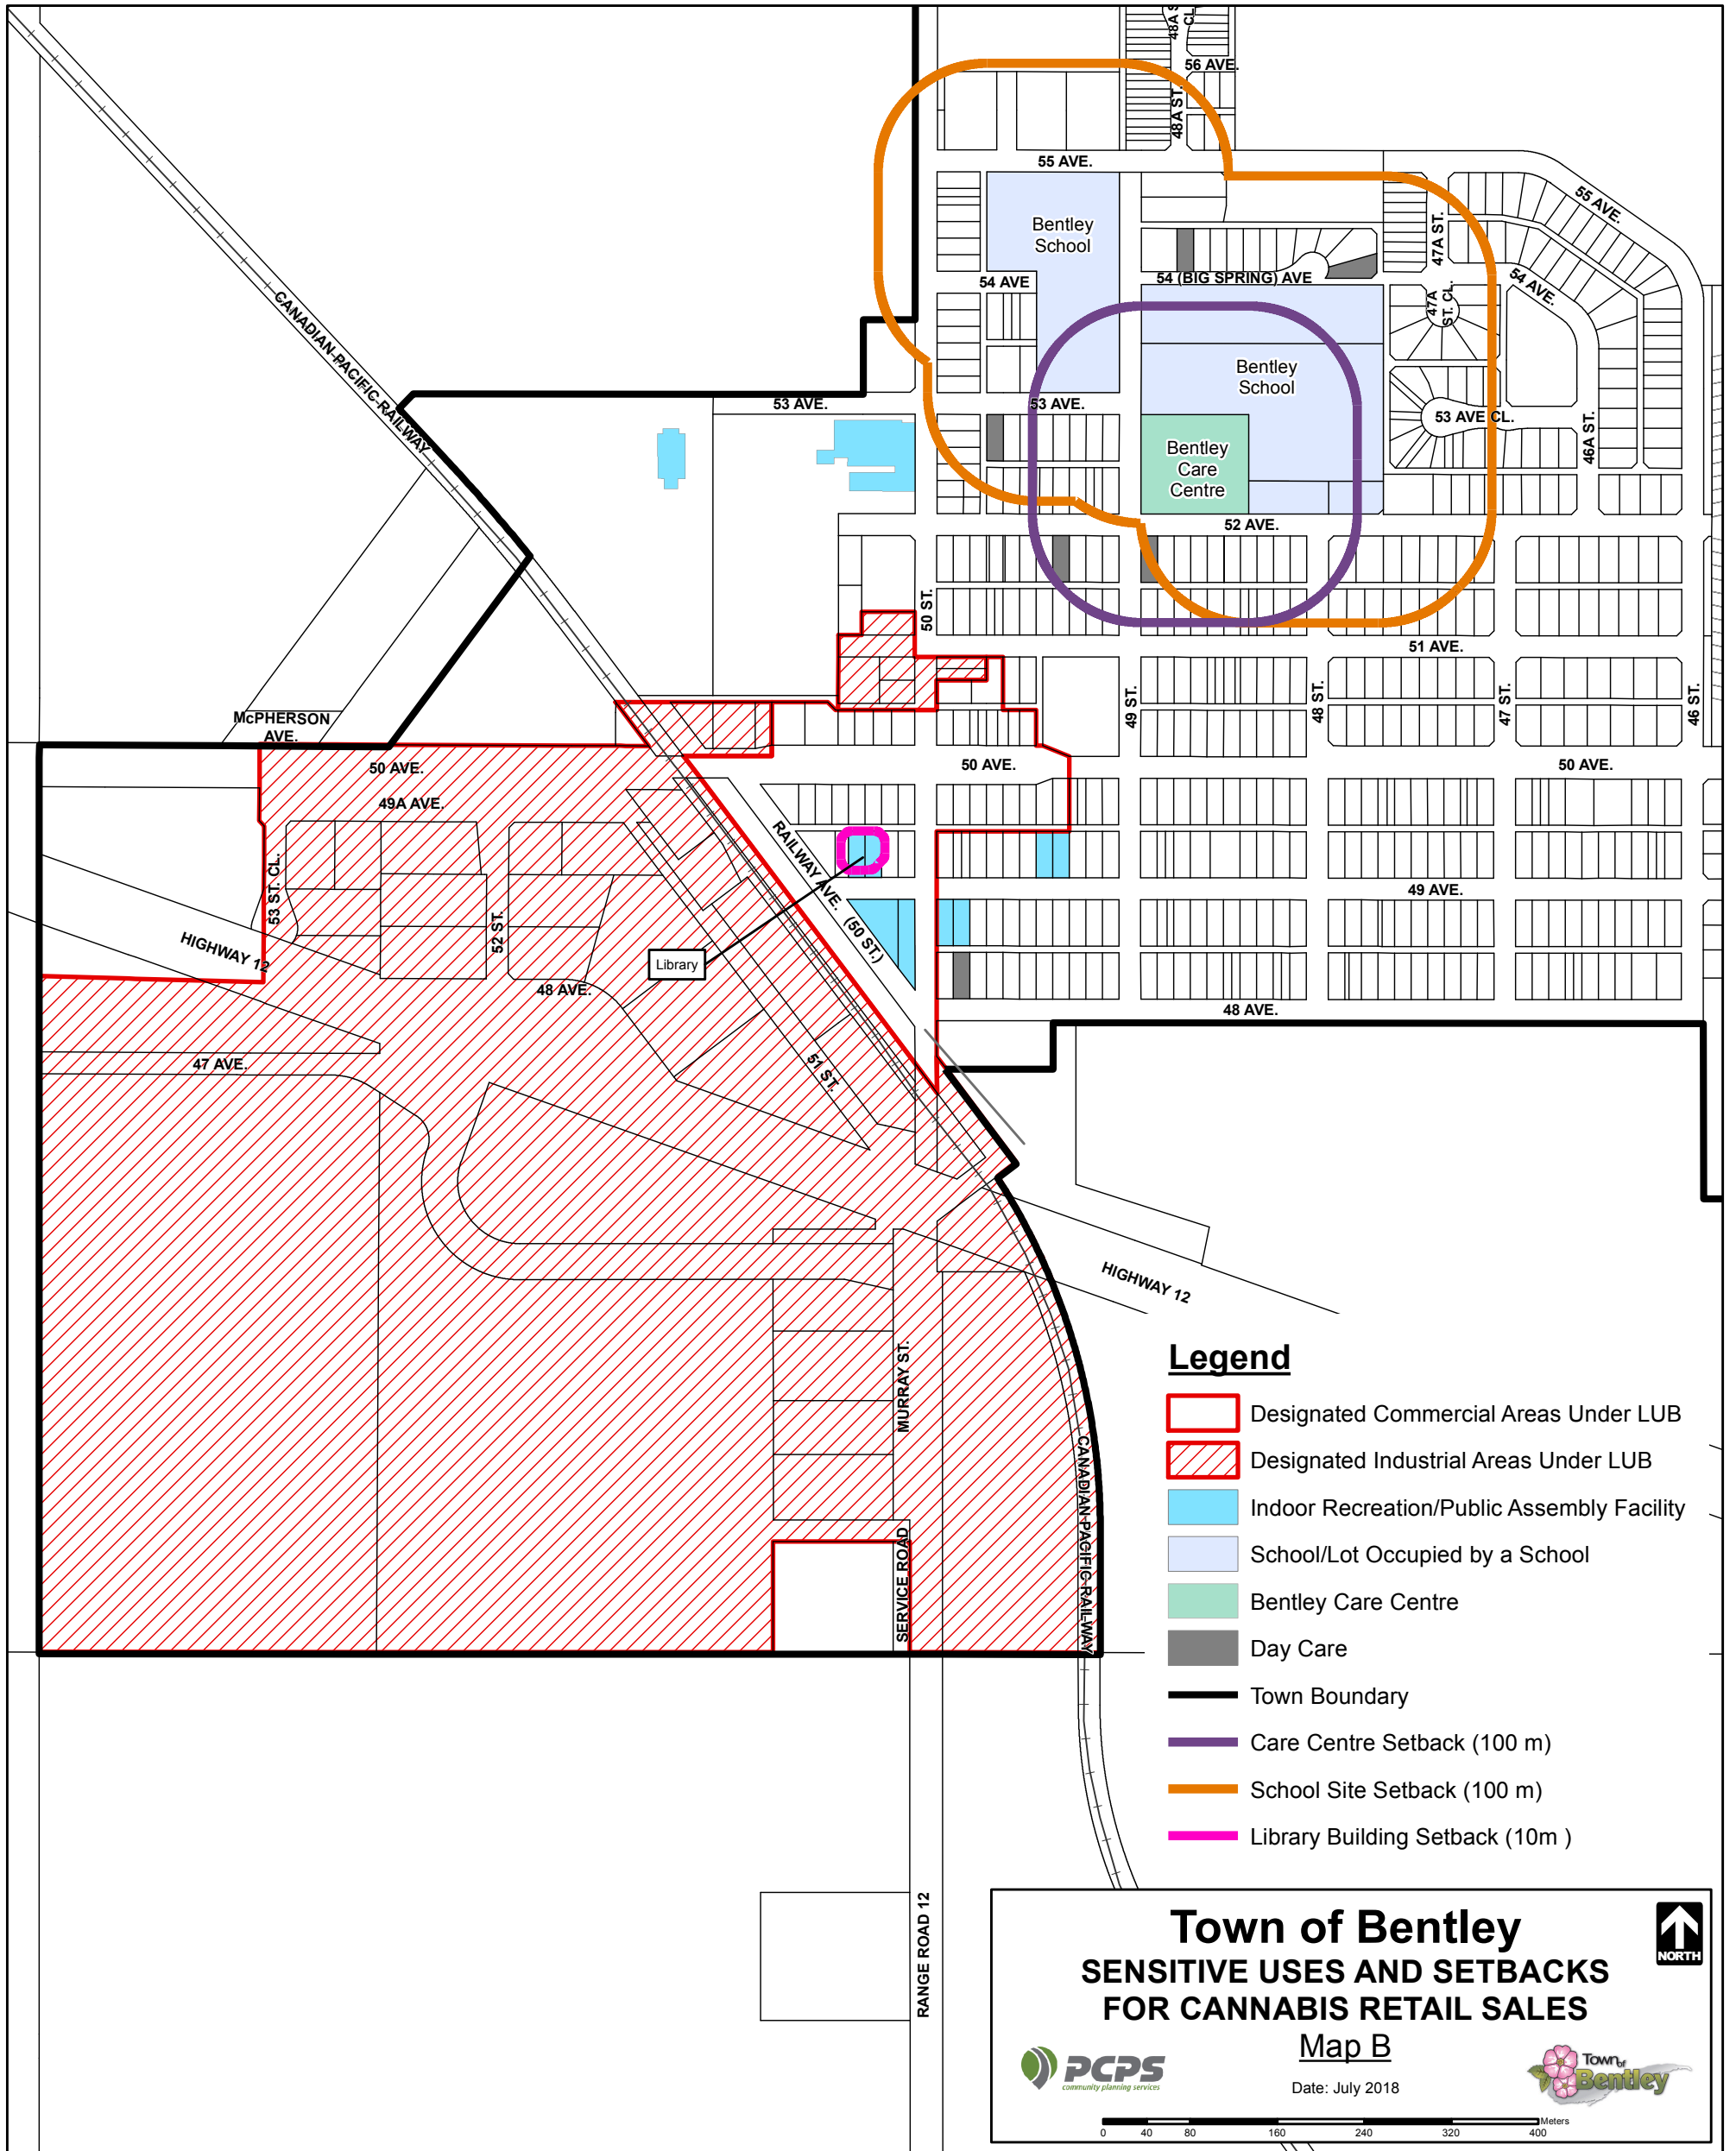 48A ST.
CL.
56 AVE.
48A ST.
55 AVE.
55 AVE.
Bentley
School
47A ST.
54 AVE
54 (BIG SPRING) AVE
47A
ST. CL.
54 AVE.
CANADIAN PACIFIC RAILWAY
Bentley
School
53 AVE.
53 AVE.
53 AVE CL.
46A ST.
Bentley
Care
Centre
52 AVE.
50 ST.
51 AVE.
49 ST.
48 ST.
47 ST.
46 ST.
McPHERSON
AVE.
50 AVE.
50 AVE.
50 AVE.
49A AVE.
RAILWAY AVE. (50 ST.)
53 ST. CL.
52 ST.
49 AVE.
HIGHWAY 12
Library
48 AVE.
48 AVE.
47 AVE.
51 ST.
HIGHWAY 12
MURRAY ST.
CANADIAN PACIFIC RAILWAY
SERVICE ROAD
RANGE ROAD 12
Legend
Designated Commercial Areas Under LUB
Designated Industrial Areas Under LUB
Indoor Recreation/Public Assembly Facility
School/Lot Occupied by a School
Bentley Care Centre
Day Care
Town Boundary
Care Centre Setback (100 m)
School Site Setback (100 m)
Library Building Setback (10m )
Town of Bentley
SENSITIVE USES AND SETBACKS
FOR CANNABIS RETAIL SALES
Map B
NORTH
PCPS
community planning services
Date: July 2018
Town of
Bentley
Meters
0 40 80 160 240 320 400